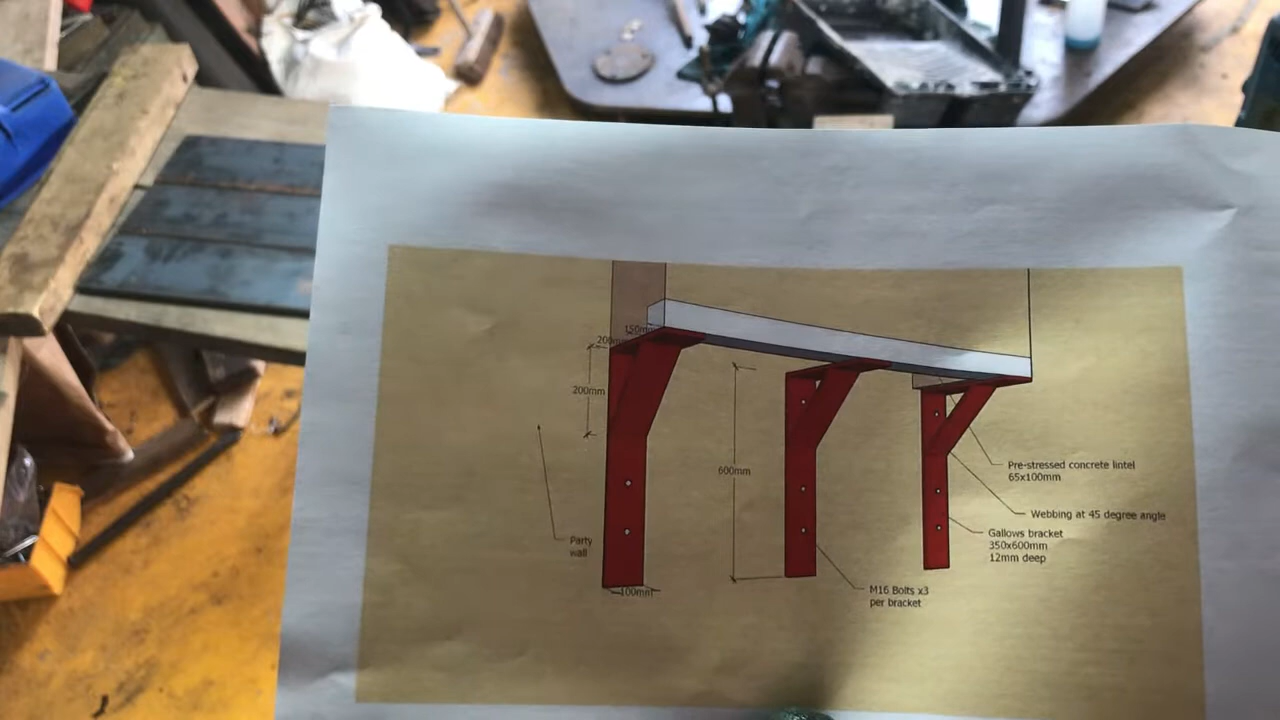 150mm
200mm
200mm
600mm
Pre-stressed concrete lintel
65x100mm
Webbing at 45 degree angle
Gallows bracket
350x600mm
12mm deep
Party
wall
100mm
M16 Bolts x3
per bracket